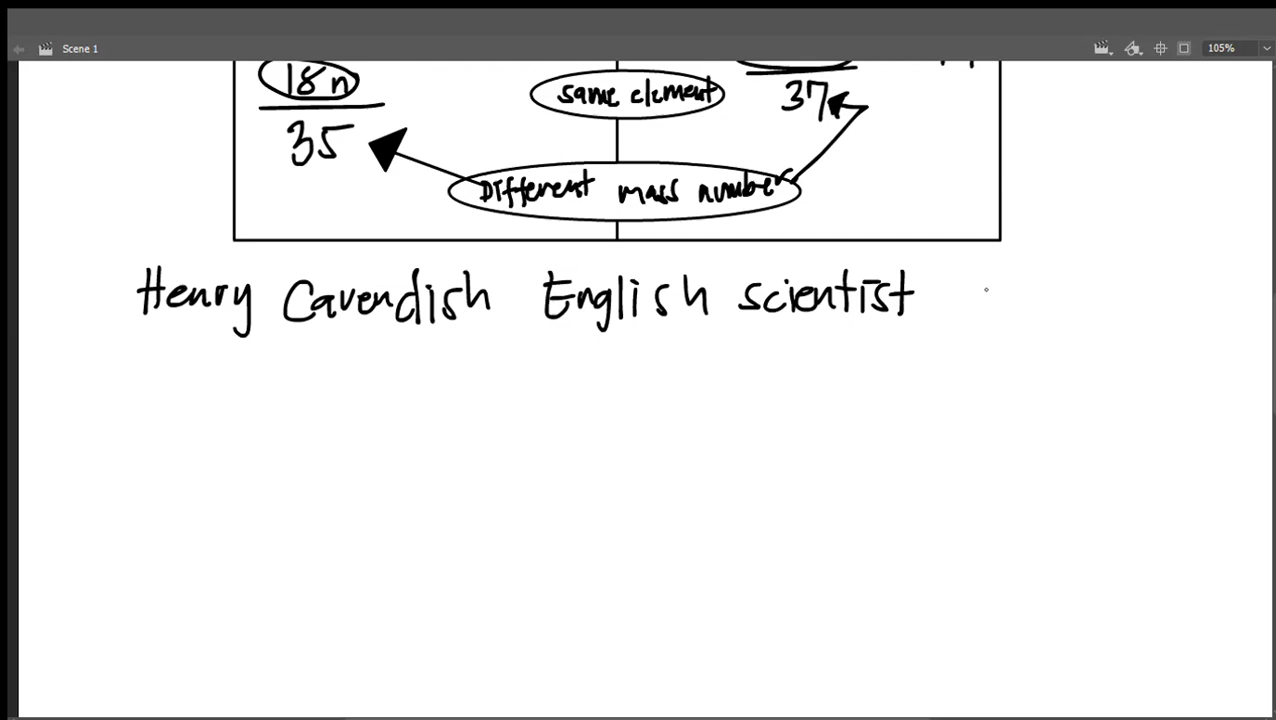 Scene 1
105%
18n
same element
37
35
Different mass number
Henry Cavendish English scientist